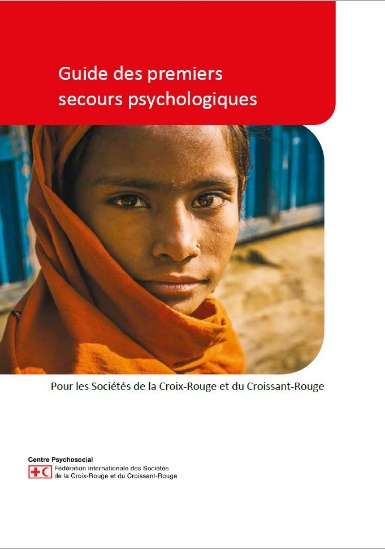 Guide des premiers
secours psychologiques
Pour les Sociétés de la Croix-Rouge et du Croissant-Rouge
Centre Psychosocial
Fédération internationale des Sociétés
de la Croix-Rouge et du Croissant-Rouge